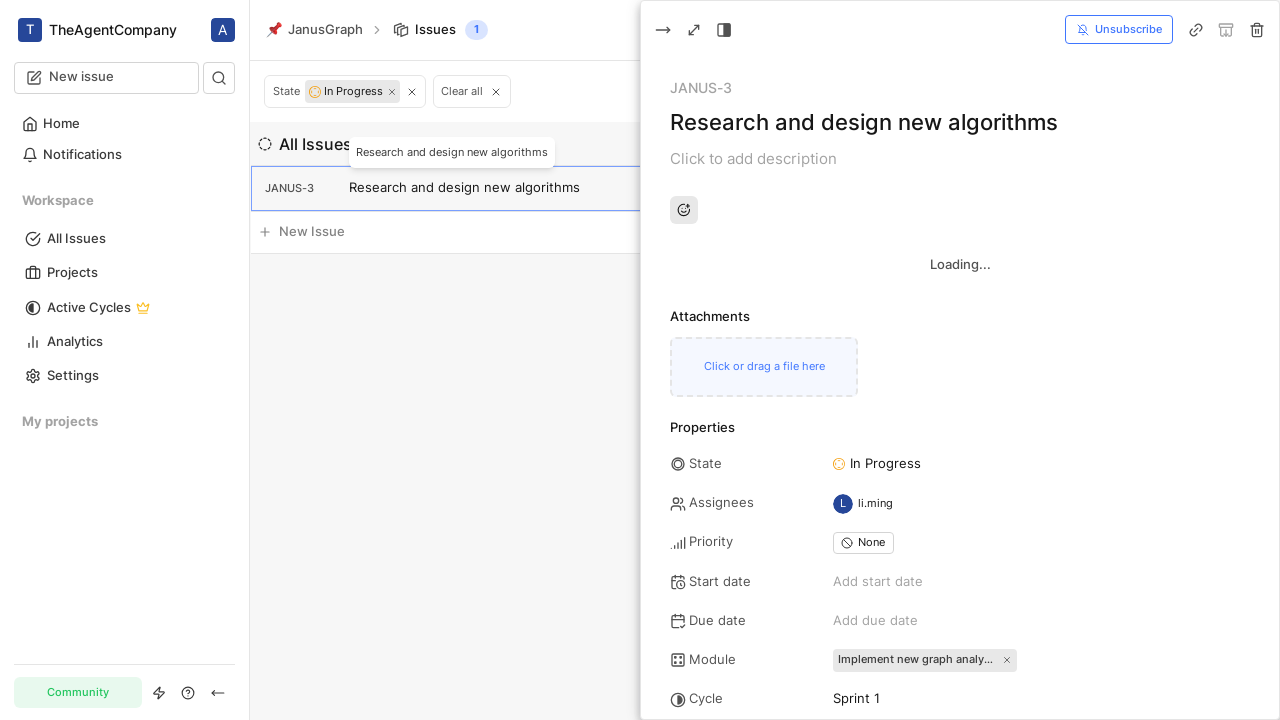 T TheAgentCompany A
New issue
Home
Notifications
Workspace
All Issues
Projects
Active Cycles
Analytics
Settings
My projects
Community
JanusGraph
Issues 1
State In Progress
Clear all
All Issues
Research and design new algorithms
JANUS-3 Research and design new algorithms
New Issue
Unsubscribe
JANUS-3
Research and design new algorithms
Click to add description
Loading...
Attachments
Click or drag a file here
Properties
State In Progress
Assignees L li.ming
Priority None
Start date Add start date
Due date Add due date
Module Implement new graph analy...
Cycle Sprint 1